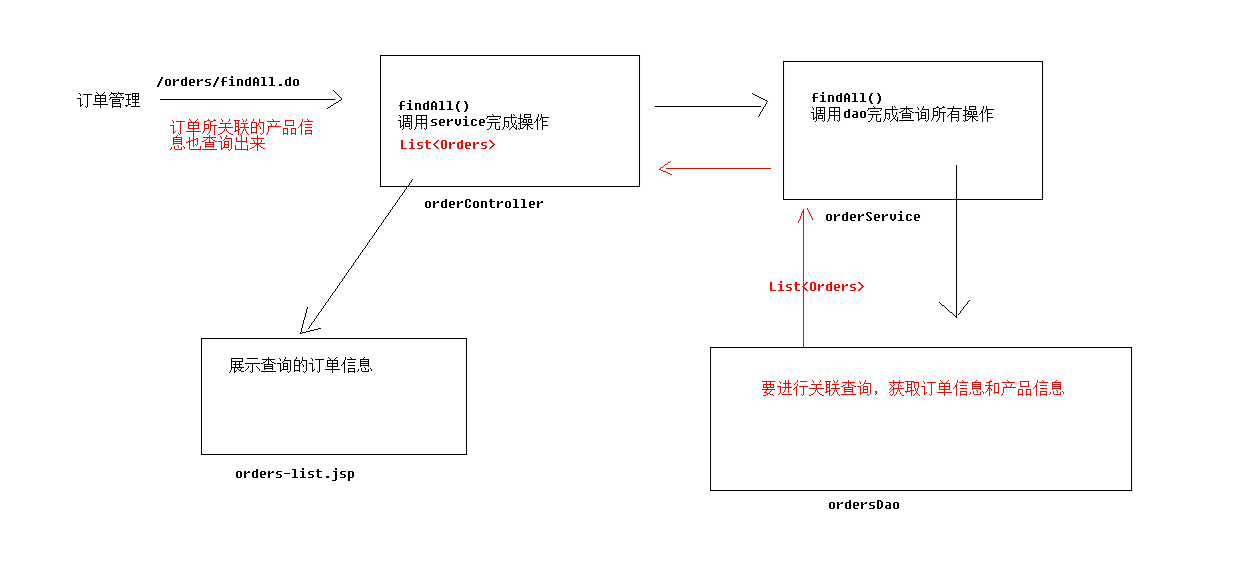 订单管理
/orders/findAll.do
订单所关联的产品信
息也查询出来
findAll()
调用service完成操作
List<Orders>
orderController
findAll()
调用dao完成查询所有操作
orderService
List<Orders>
展示查询的订单信息
orders-list.jsp
要进行关联查询，获取订单信息和产品信息
ordersDao